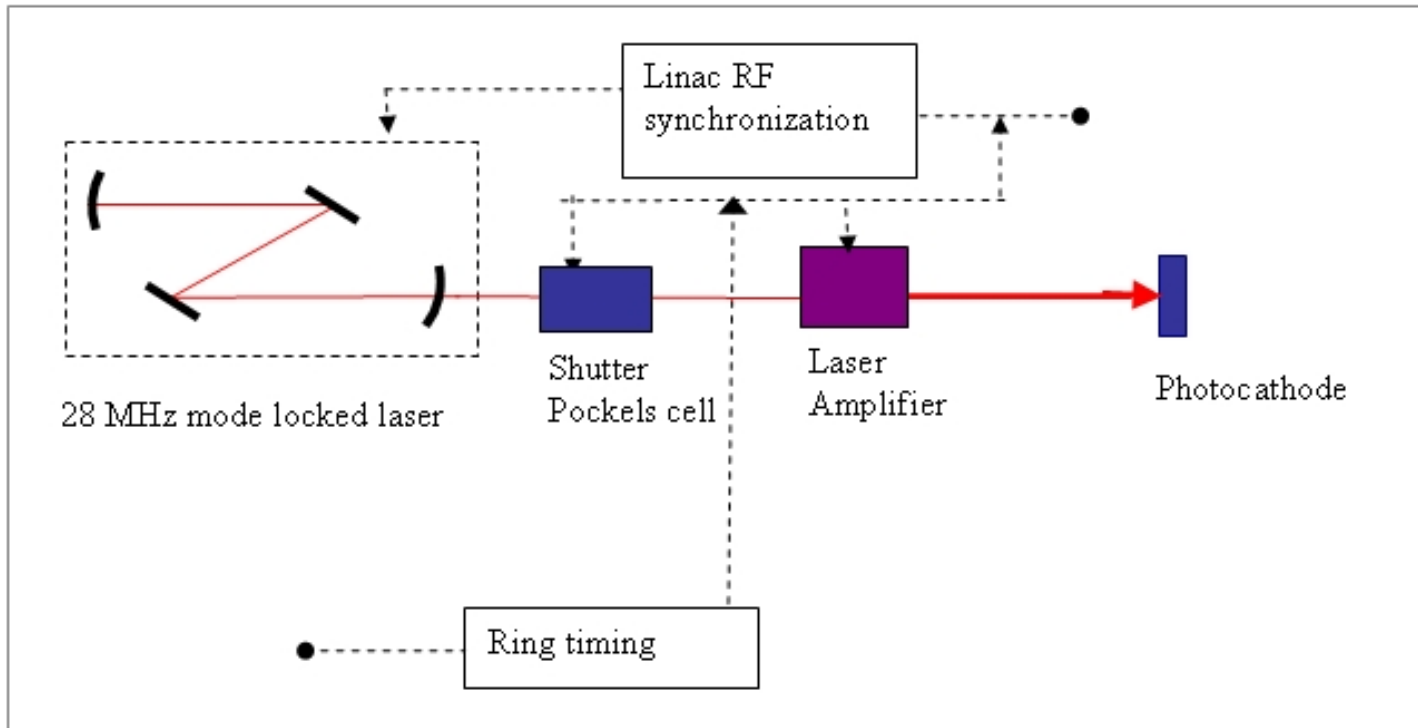 Linac RF
synchronization
Shutter
Pockels cell
Laser
Amplifier
Photocathode
28 MHz mode locked laser
Ring timing